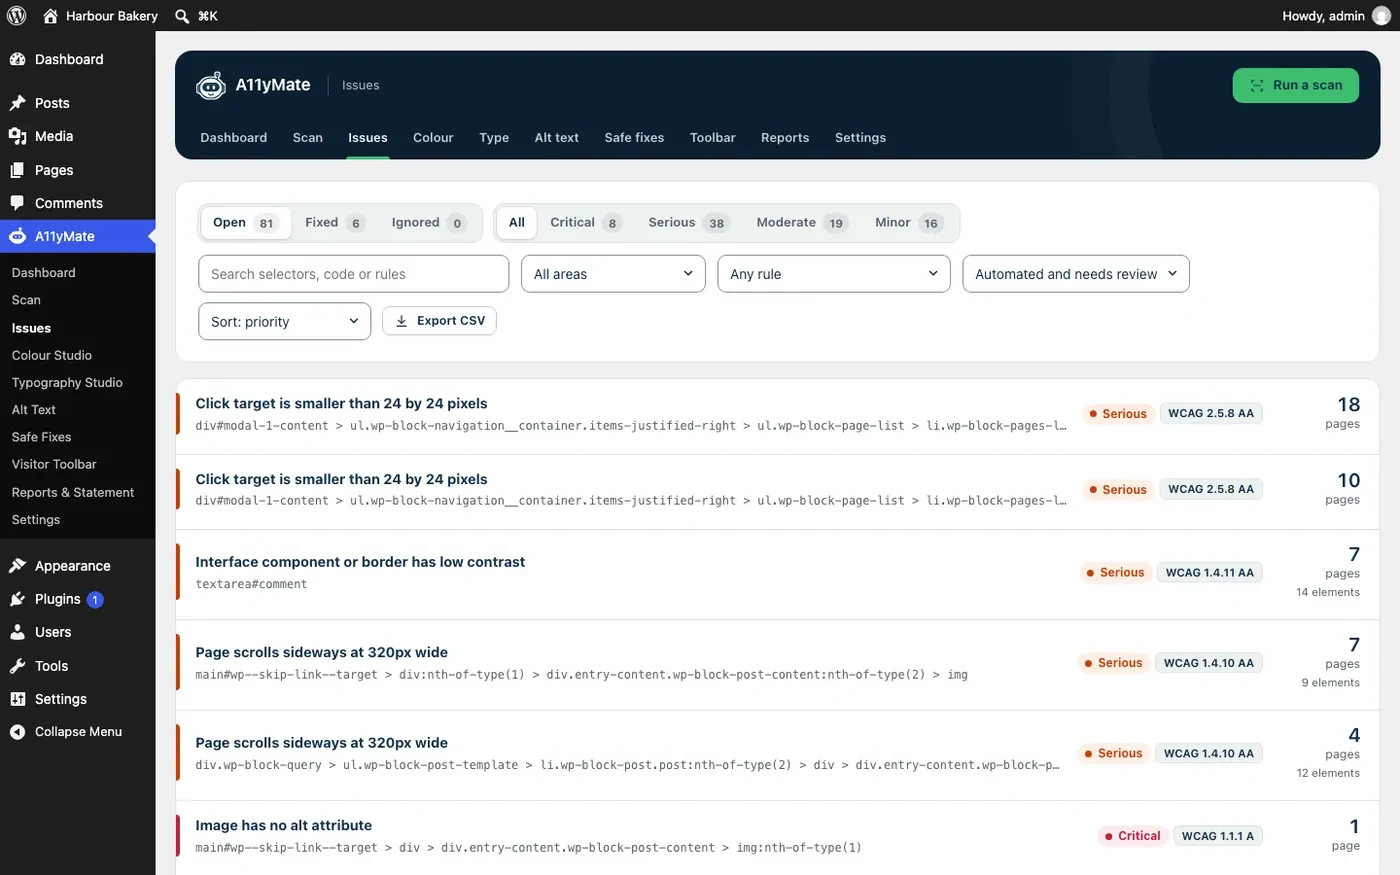 Harbour Bakery ⌘K Howdy, admin
Dashboard
Posts
Media
Pages
Comments
A11yMate
Dashboard
Scan
Issues
Colour Studio
Typography Studio
Alt Text
Safe Fixes
Visitor Toolbar
Reports & Statement
Settings
Appearance
Plugins 1
Users
Tools
Settings
Collapse Menu
A11yMate Issues Run a scan
Dashboard Scan Issues Colour Type Alt text Safe fixes Toolbar Reports Settings
Open 81 Fixed 6 Ignored 0 All Critical 8 Serious 38 Moderate 19 Minor 16
Search selectors, code or rules All areas Any rule Automated and needs review
Sort: priority Export CSV
Click target is smaller than 24 by 24 pixels
div#modal-1-content > ul.wp-block-navigation__container.items-justified-right > ul.wp-block-page-list > li.wp-block-pages-l…
Serious WCAG 2.5.8 AA
18
pages
Click target is smaller than 24 by 24 pixels
div#modal-1-content > ul.wp-block-navigation__container.items-justified-right > ul.wp-block-page-list > li.wp-block-pages-l…
Serious WCAG 2.5.8 AA
10
pages
Interface component or border has low contrast
textarea#comment
Serious WCAG 1.4.11 AA
7
pages
14 elements
Page scrolls sideways at 320px wide
main#wp--skip-link--target > div:nth-of-type(1) > div.entry-content.wp-block-post-content:nth-of-type(2) > img
Serious WCAG 1.4.10 AA
7
pages
9 elements
Page scrolls sideways at 320px wide
div.wp-block-query > ul.wp-block-post-template > li.wp-block-post.post:nth-of-type(2) > div > div.entry-content.wp-block-p…
Serious WCAG 1.4.10 AA
4
pages
12 elements
Image has no alt attribute
main#wp--skip-link--target > div > div.entry-content.wp-block-post-content > img:nth-of-type(1)
Critical WCAG 1.1.1 A
1
page